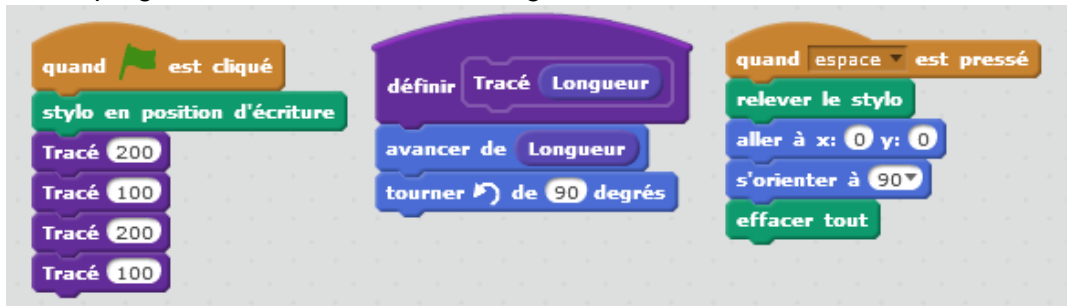 quand est cliqué
stylo en position d'écriture
Tracé 200
Tracé 100
Tracé 200
Tracé 100
définir Tracé Longueur
avancer de Longueur
tourner de 90 degrés
quand espace est pressé
relever le stylo
aller à x: 0 y: 0
s'orienter à 90
effacer tout